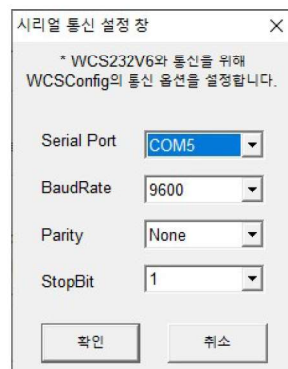 시리얼 통신 설정 창
* WCS232V6와 통신을 위해
WCSConfig의 통신 옵션을 설정합니다.
Serial Port COM5
BaudRate 9600
Parity None
StopBit 1
확인 취소